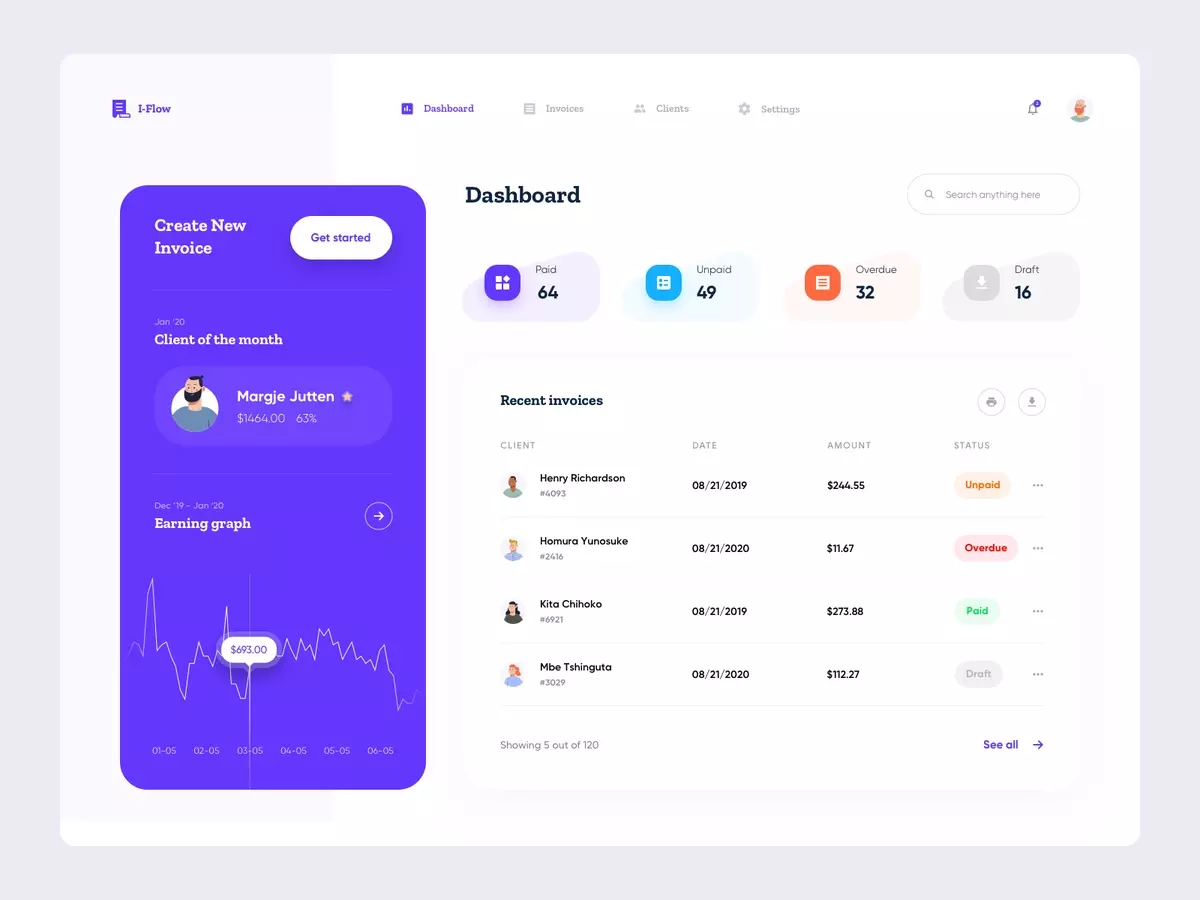 I-Flow
Dashboard
Invoices
Clients
Settings
2
Create New
Invoice
Get started
Jan '20
Client of the month
Margje Jutten
$1464.00 63%
Dec '19 - Jan '20
Earning graph
$693.00
01-05 02-05 03-05 04-05 05-05 06-05
Dashboard
Search anything here
Paid
64
Unpaid
49
Overdue
32
Draft
16
Recent invoices
CLIENT DATE AMOUNT STATUS
Henry Richardson
#4093
08/21/2019 $244.55 Unpaid
Homura Yunosuke
#2416
08/21/2020 $11.67 Overdue
Kita Chihoko
#6921
08/21/2019 $273.88 Paid
Mbe Tshinguta
#3029
08/21/2020 $112.27 Draft
Showing 5 out of 120
See all